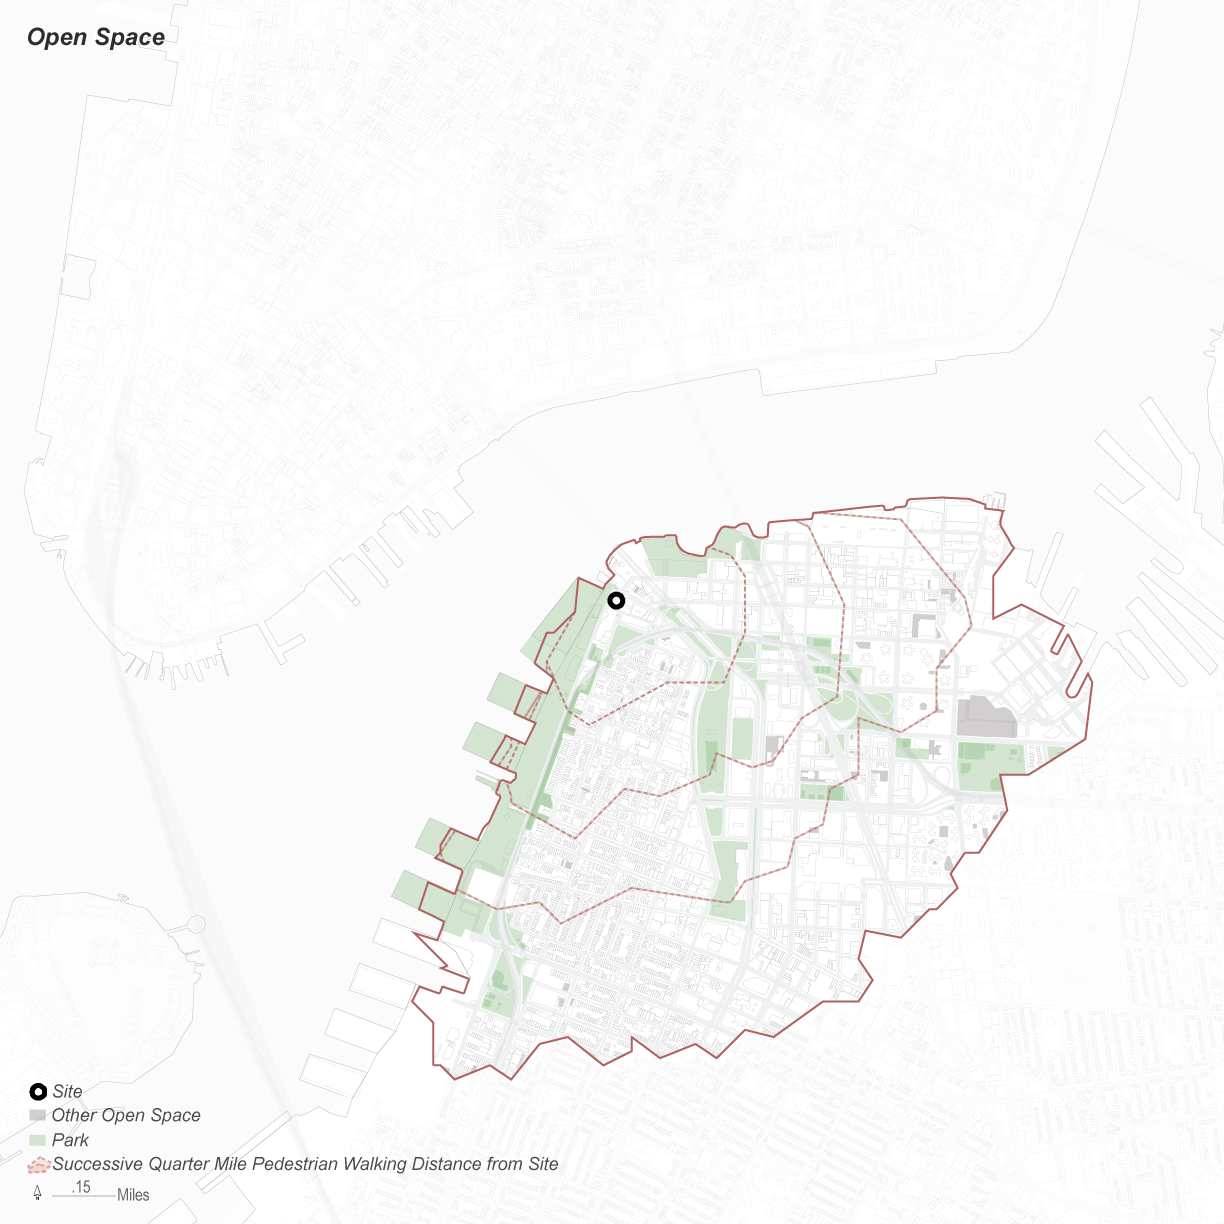 Open Space
Site
Other Open Space
Park
Successive Quarter Mile Pedestrian Walking Distance from Site
.15 Miles